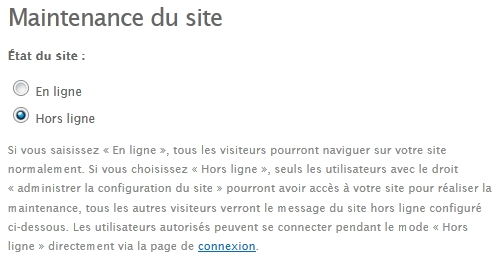 Maintenance du site
État du site :
En ligne
Hors ligne
Si vous saisissez « En ligne », tous les visiteurs pourront naviguer sur votre site
normalement. Si vous choisissez « Hors ligne », seuls les utilisateurs avec le droit
« administrer la configuration du site » pourront avoir accès à votre site pour réaliser la
maintenance, tous les autres visiteurs verront le message du site hors ligne configuré
ci-dessous. Les utilisateurs autorisés peuvent se connecter pendant le mode « Hors
ligne » directement via la page de connexion.